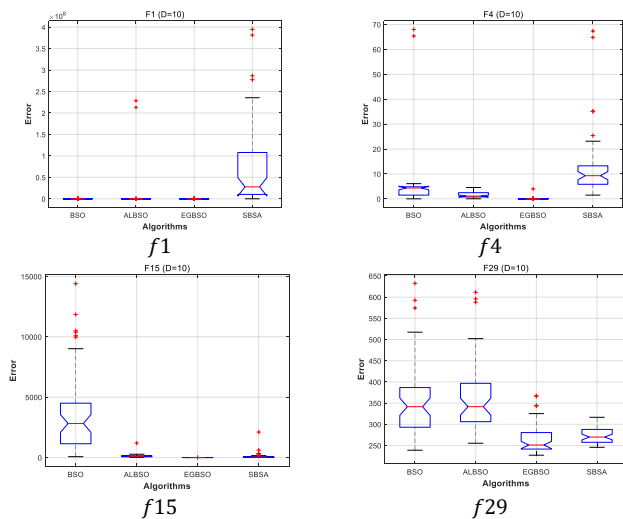 F1 (D=10)
×10⁸
4
3.5
3
2.5
2
1.5
1
0.5
0
Error
BSO ALBSO EGBSO SBSA
Algorithms
f1
F4 (D=10)
70
60
50
40
30
20
10
0
Error
BSO ALBSO EGBSO SBSA
Algorithms
f4
F15 (D=10)
15000
10000
5000
0
Error
BSO ALBSO EGBSO SBSA
Algorithms
f15
F29 (D=10)
650
600
550
500
450
400
350
300
250
Error
BSO ALBSO EGBSO SBSA
Algorithms
f29